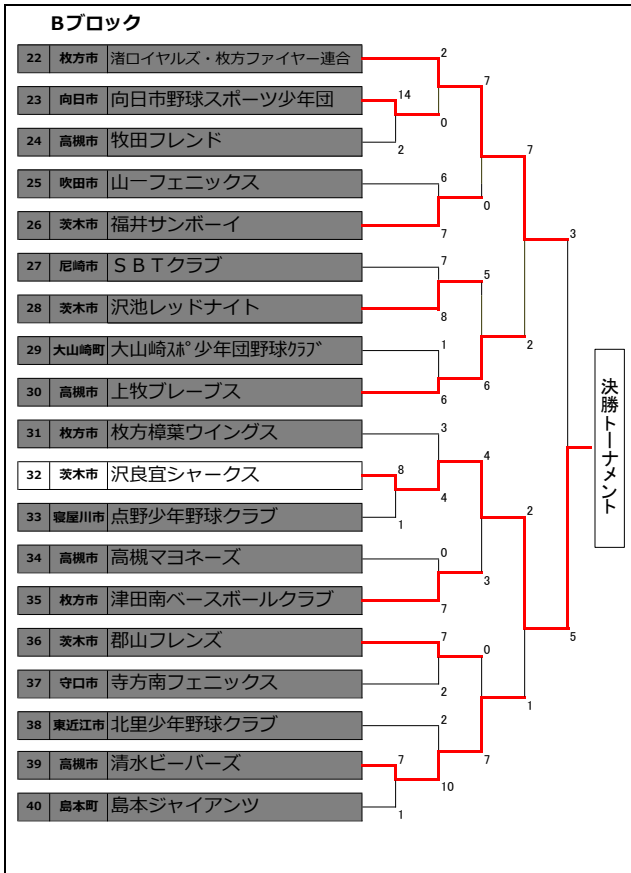 Bブロック
22 枚方市 渚ロイヤルズ・枚方ファイヤー連合
23 向日市 向日市野球スポーツ少年団
24 高槻市 牧田フレンド
25 吹田市 山一フェニックス
26 茨木市 福井サンボーイ
27 尼崎市 ＳＢＴクラブ
28 茨木市 沢池レッドナイト
29 大山崎町 大山崎ｽﾎﾟ少年団野球ｸﾗﾌﾞ
30 高槻市 上牧ブレーブス
31 枚方市 枚方樟葉ウイングス
32 茨木市 沢良宜シャークス
33 寝屋川市 点野少年野球クラブ
34 高槻市 高槻マヨネーズ
35 枚方市 津田南ベースボールクラブ
36 茨木市 郡山フレンズ
37 守口市 寺方南フェニックス
38 東近江市 北里少年野球クラブ
39 高槻市 清水ビーバーズ
40 島本町 島本ジャイアンツ
14
2
8
1
7
1
2
0
6
7
7
8
1
6
3
4
0
7
7
2
2
10
7
0
5
6
4
3
0
7
7
2
2
1
3
5
決勝トーナメント